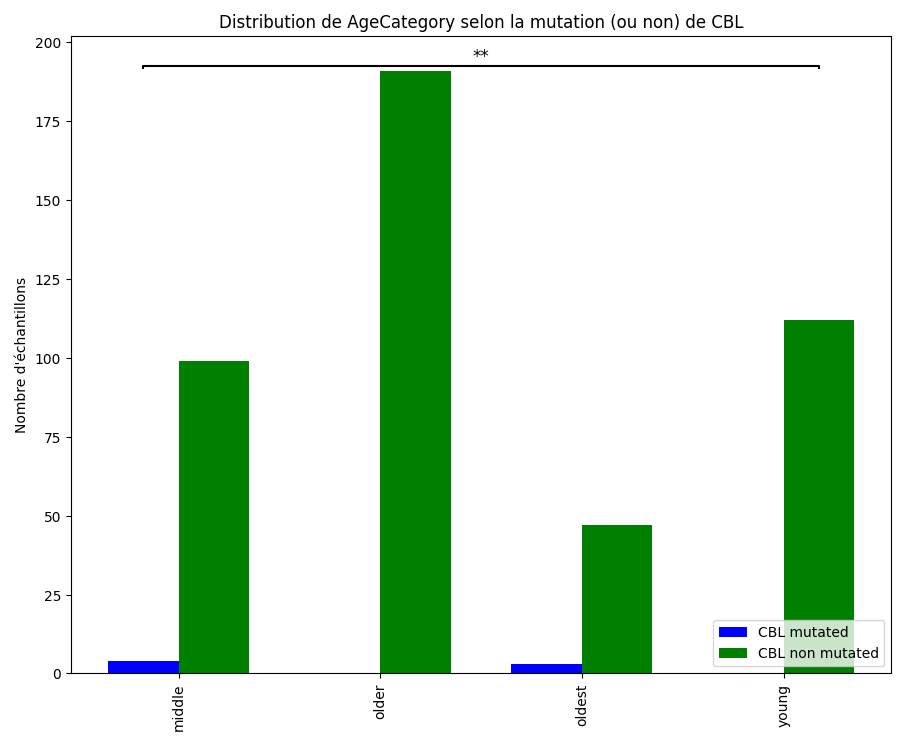 Distribution de AgeCategory selon la mutation (ou non) de CBL
**
200
175
150
125
100
75
50
25
0
Nombre d'échantillons
middle
older
oldest
young
CBL mutated
CBL non mutated